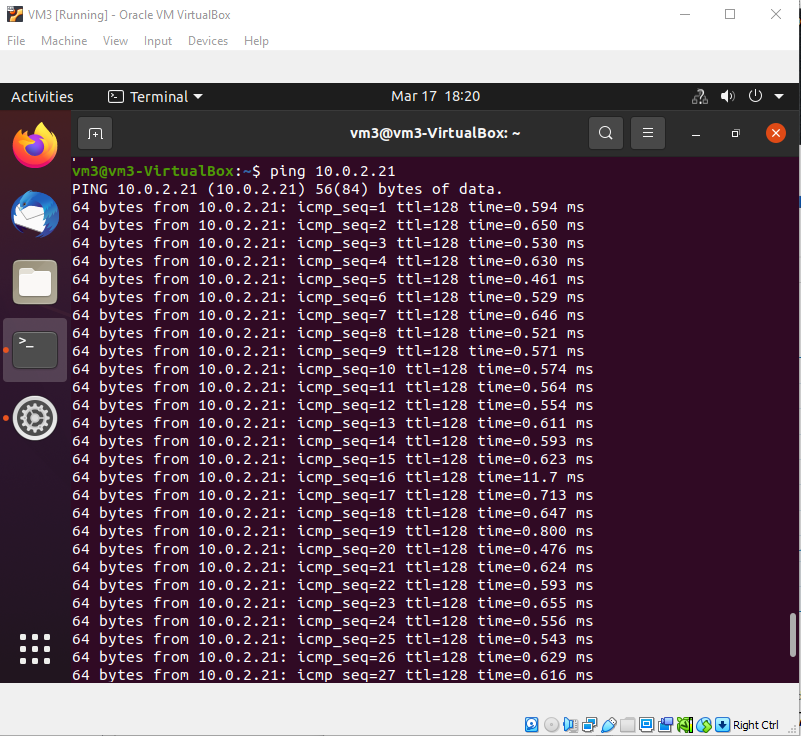 VM3 [Running] - Oracle VM VirtualBox
File Machine View Input Devices Help
Activities Terminal Mar 17 18:20
vm3@vm3-VirtualBox: ~
vm3@vm3-VirtualBox:~$ ping 10.0.2.21
PING 10.0.2.21 (10.0.2.21) 56(84) bytes of data.
64 bytes from 10.0.2.21: icmp_seq=1 ttl=128 time=0.594 ms
64 bytes from 10.0.2.21: icmp_seq=2 ttl=128 time=0.650 ms
64 bytes from 10.0.2.21: icmp_seq=3 ttl=128 time=0.530 ms
64 bytes from 10.0.2.21: icmp_seq=4 ttl=128 time=0.630 ms
64 bytes from 10.0.2.21: icmp_seq=5 ttl=128 time=0.461 ms
64 bytes from 10.0.2.21: icmp_seq=6 ttl=128 time=0.529 ms
64 bytes from 10.0.2.21: icmp_seq=7 ttl=128 time=0.646 ms
64 bytes from 10.0.2.21: icmp_seq=8 ttl=128 time=0.521 ms
64 bytes from 10.0.2.21: icmp_seq=9 ttl=128 time=0.571 ms
64 bytes from 10.0.2.21: icmp_seq=10 ttl=128 time=0.574 ms
64 bytes from 10.0.2.21: icmp_seq=11 ttl=128 time=0.564 ms
64 bytes from 10.0.2.21: icmp_seq=12 ttl=128 time=0.554 ms
64 bytes from 10.0.2.21: icmp_seq=13 ttl=128 time=0.611 ms
64 bytes from 10.0.2.21: icmp_seq=14 ttl=128 time=0.593 ms
64 bytes from 10.0.2.21: icmp_seq=15 ttl=128 time=0.623 ms
64 bytes from 10.0.2.21: icmp_seq=16 ttl=128 time=11.7 ms
64 bytes from 10.0.2.21: icmp_seq=17 ttl=128 time=0.713 ms
64 bytes from 10.0.2.21: icmp_seq=18 ttl=128 time=0.647 ms
64 bytes from 10.0.2.21: icmp_seq=19 ttl=128 time=0.800 ms
64 bytes from 10.0.2.21: icmp_seq=20 ttl=128 time=0.476 ms
64 bytes from 10.0.2.21: icmp_seq=21 ttl=128 time=0.624 ms
64 bytes from 10.0.2.21: icmp_seq=22 ttl=128 time=0.593 ms
64 bytes from 10.0.2.21: icmp_seq=23 ttl=128 time=0.655 ms
64 bytes from 10.0.2.21: icmp_seq=24 ttl=128 time=0.556 ms
64 bytes from 10.0.2.21: icmp_seq=25 ttl=128 time=0.543 ms
64 bytes from 10.0.2.21: icmp_seq=26 ttl=128 time=0.629 ms
64 bytes from 10.0.2.21: icmp_seq=27 ttl=128 time=0.616 ms
Right Ctrl